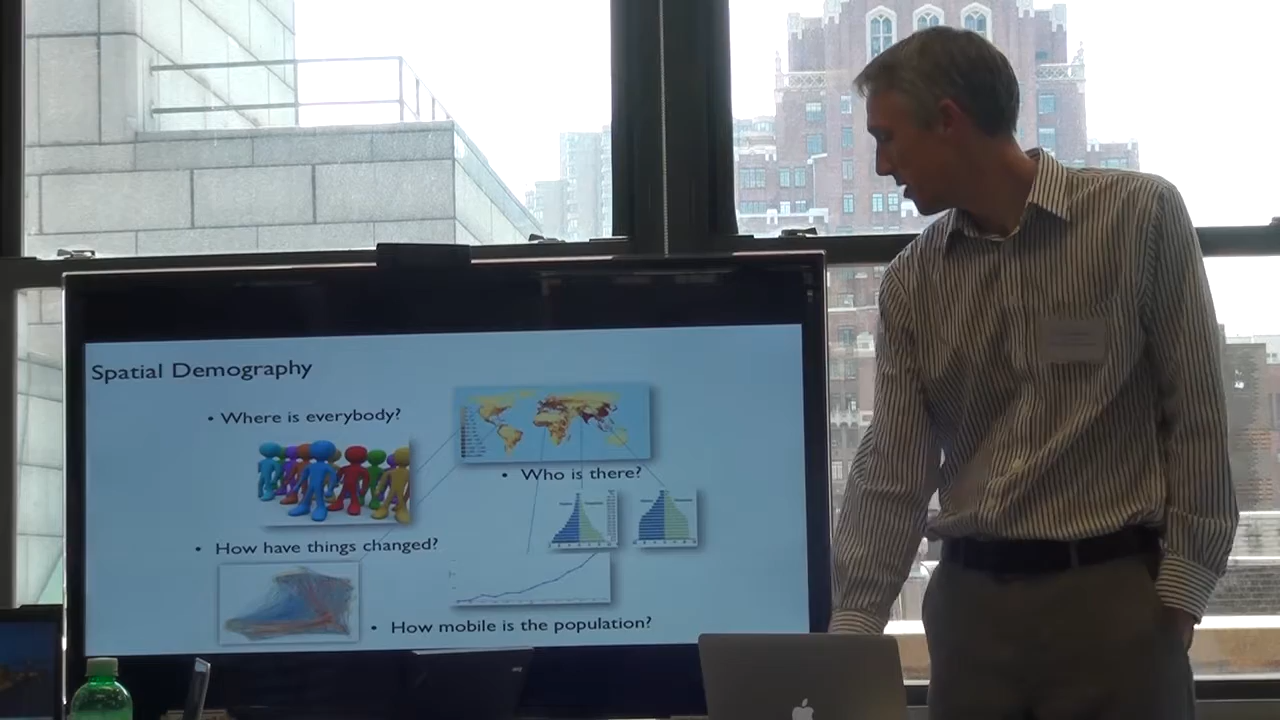 Spatial Demography
• Where is everybody?
• Who is there?
• How have things changed?
• How mobile is the population?